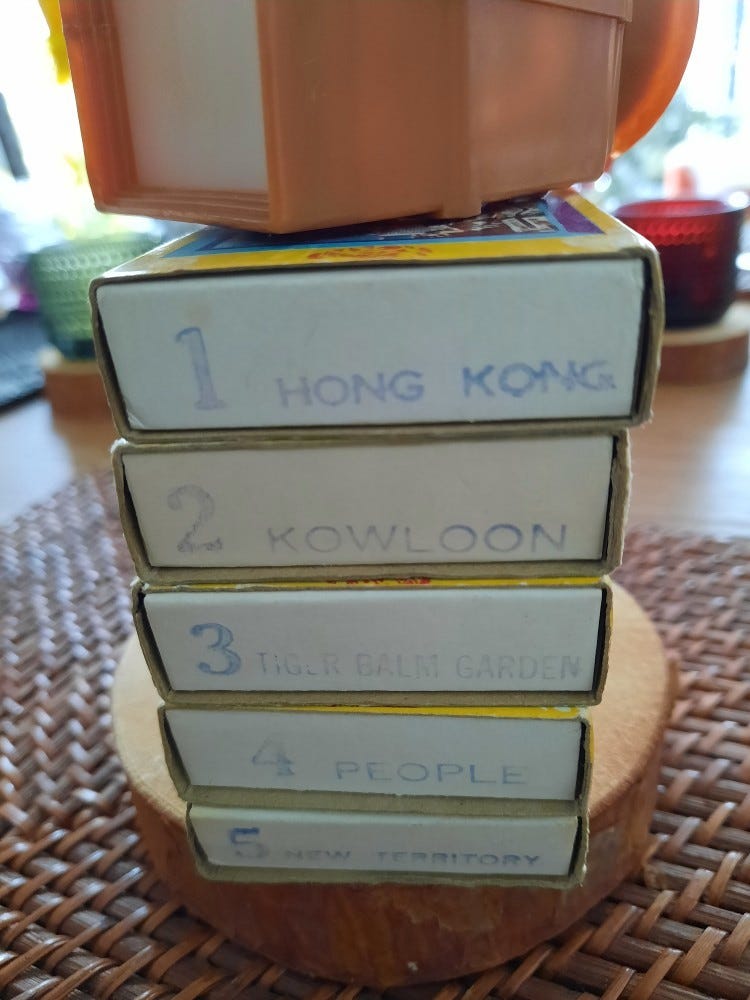 1 HONG KONG
2 KOWLOON
3 TIGER BALM GARDEN
4 PEOPLE
5 NEW TERRITORY